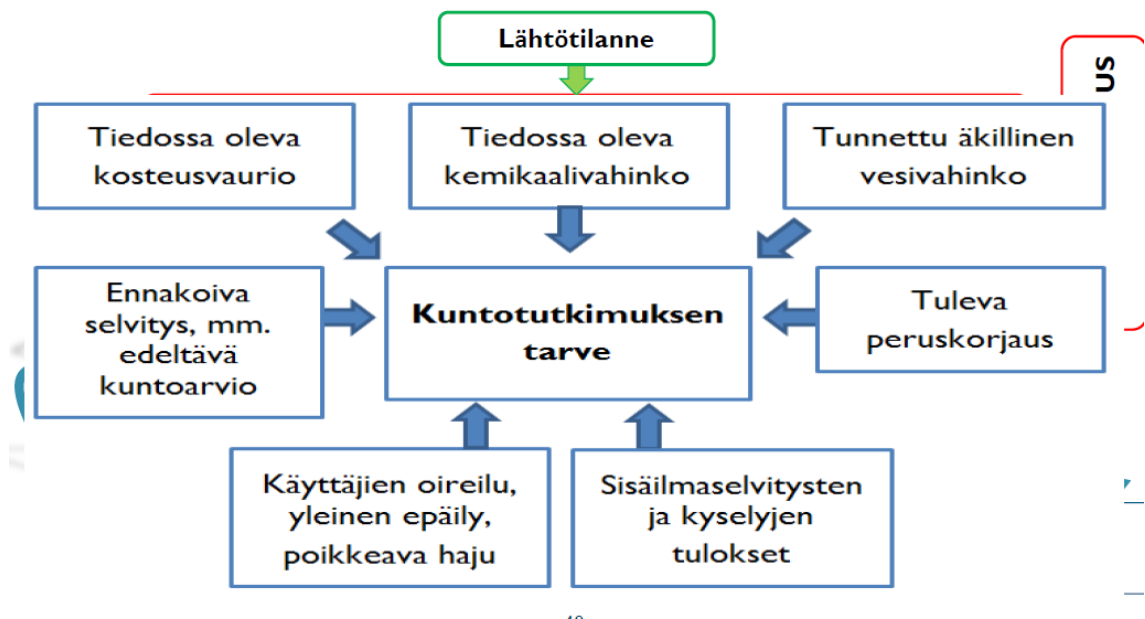 Lähtötilanne
US
Tiedossa oleva
kosteusvaurio
Tiedossa oleva
kemikaalivahinko
Tunnettu äkillinen
vesivahinko
Ennakoiva
selvitys, mm.
edeltävä
kuntoarvio
Kuntotutkimuksen
tarve
Tuleva
peruskorjaus
Käyttäjien oireilu,
yleinen epäily,
poikkeava haju
Sisäilmaselvitysten
ja kyselyjen
tulokset